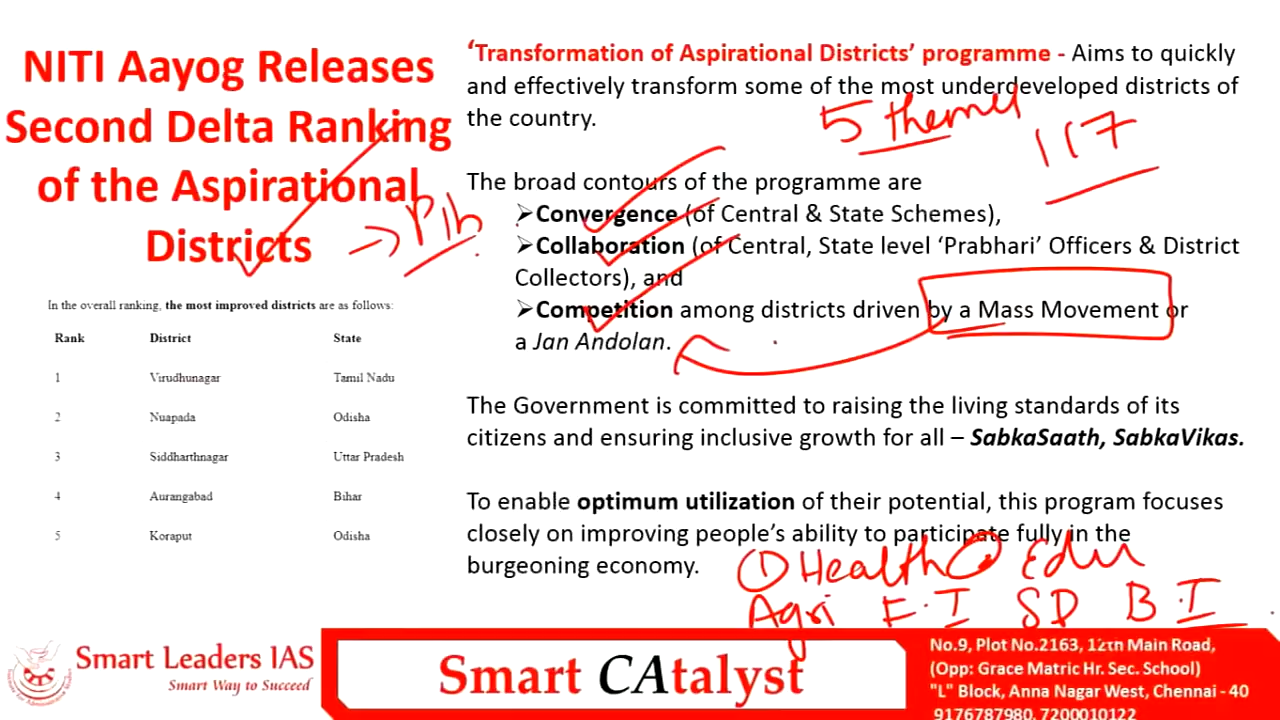 NITI Aayog Releases
Second Delta Ranking
of the Aspirational
Districts
→ PIB
In the overall ranking, the most improved districts are as follows:
Rank District State
1 Virudhunagar Tamil Nadu
2 Nuapada Odisha
3 Siddharthnagar Uttar Pradesh
4 Aurangabad Bihar
5 Koraput Odisha
‘Transformation of Aspirational Districts’ programme - Aims to quickly
and effectively transform some of the most underdeveloped districts of
the country.
5 themes
117
The broad contours of the programme are
➢Convergence (of Central & State Schemes),
➢Collaboration (of Central, State level ‘Prabhari’ Officers & District
Collectors), and
➢Competition among districts driven by a Mass Movement or
a Jan Andolan.
The Government is committed to raising the living standards of its
citizens and ensuring inclusive growth for all – SabkaSaath, SabkaVikas.
To enable optimum utilization of their potential, this program focuses
closely on improving people’s ability to participate fully in the
burgeoning economy.
① Health Edu
Agri F.I SD B.I
Smart Leaders IAS
Smart Way to Succeed
Smart CAtalyst
No.9, Plot No.2163, 12th Main Road,
(Opp: Grace Matric Hr. Sec. School)
"L" Block, Anna Nagar West, Chennai - 40
9176787980, 7200010122